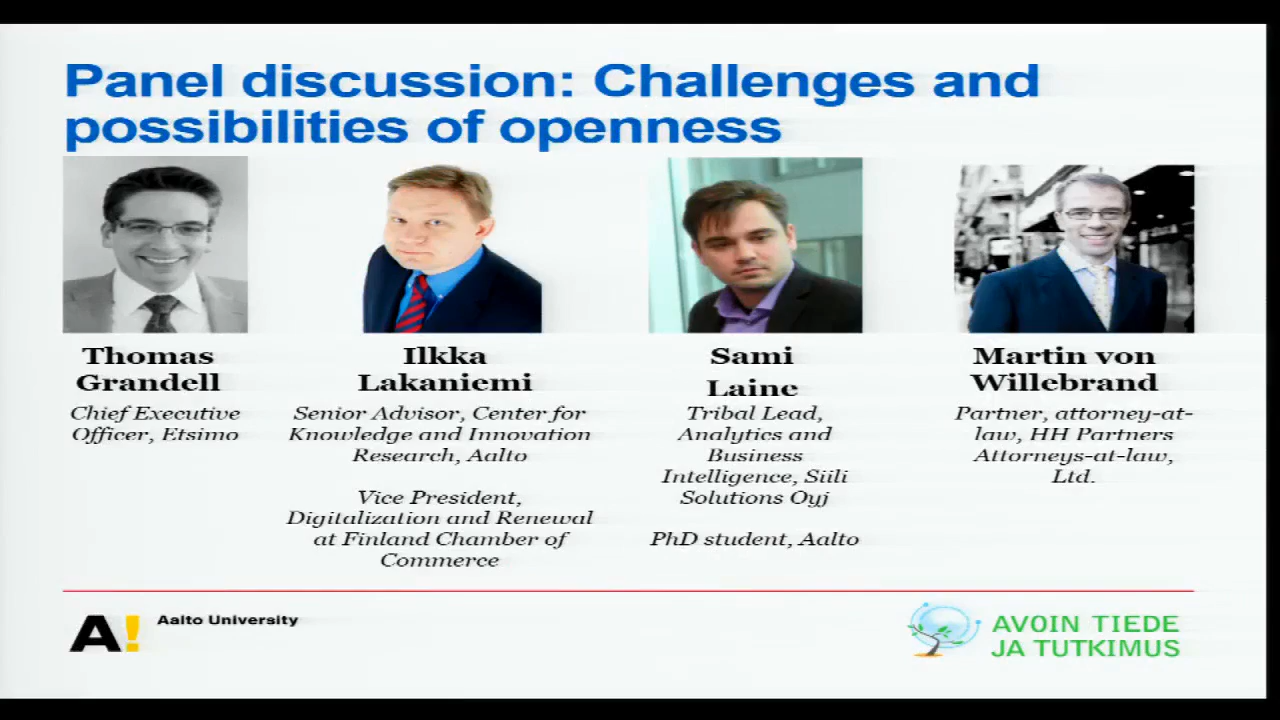 Panel discussion: Challenges and
possibilities of openness
Thomas
Grandell
Chief Executive
Officer, Etsimo
Ilkka
Lakaniemi
Senior Advisor, Center for
Knowledge and Innovation
Research, Aalto
Vice President,
Digitalization and Renewal
at Finland Chamber of
Commerce
Sami
Laine
Tribal Lead,
Analytics and
Business
Intelligence, Siili
Solutions Oyj
PhD student, Aalto
Martin von
Willebrand
Partner, attorney-at-
law, HH Partners
Attorneys-at-law,
Ltd.
A!
Aalto University
AVOIN TIEDE
JA TUTKIMUS